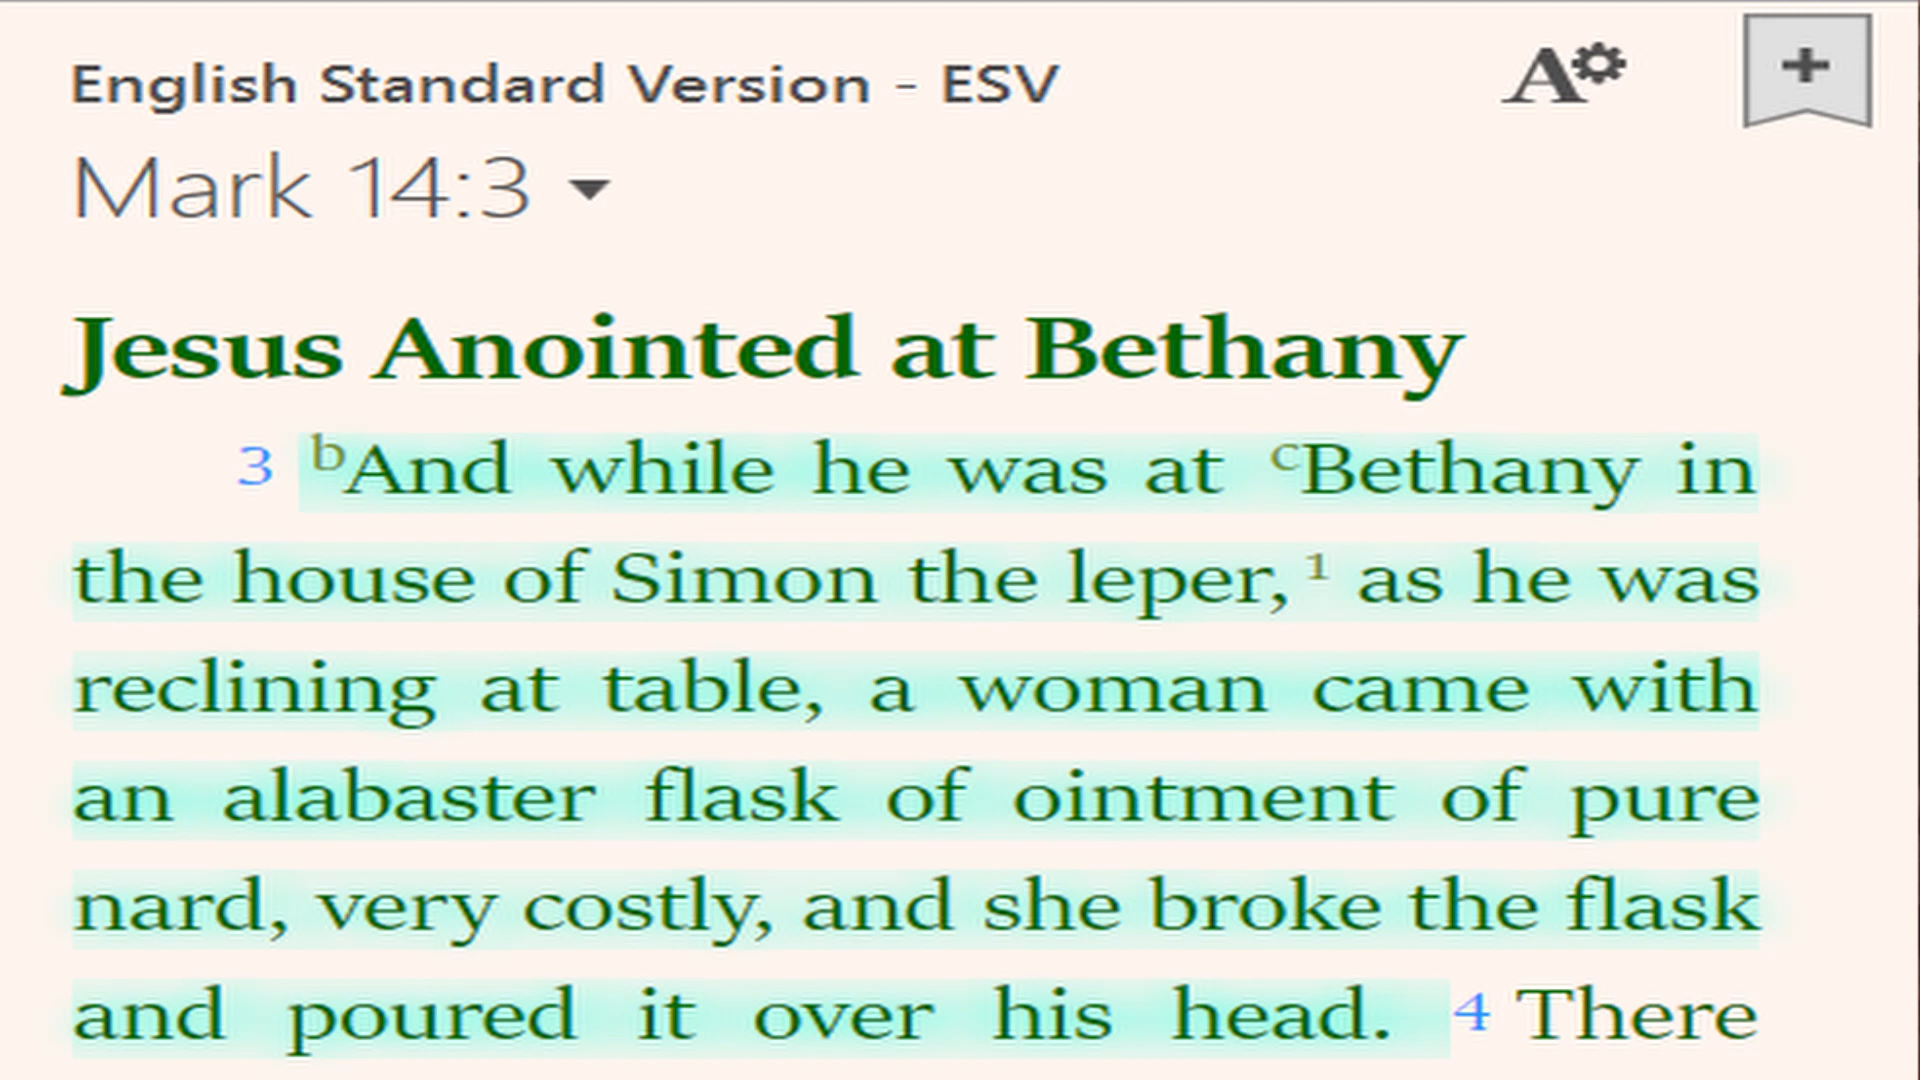 English Standard Version - ESV
Mark 14:3
Jesus Anointed at Bethany
3 bAnd while he was at cBethany in
the house of Simon the leper,1 as he was
reclining at table, a woman came with
an alabaster flask of ointment of pure
nard, very costly, and she broke the flask
and poured it over his head. 4 There